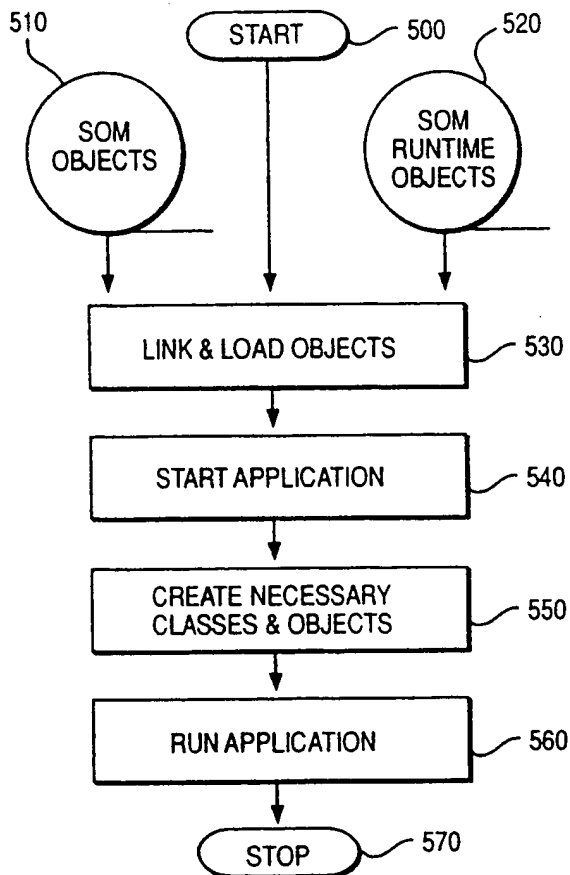 510
START
500
520
SOM
OBJECTS
SOM
RUNTIME
OBJECTS
LINK & LOAD OBJECTS
530
START APPLICATION
540
CREATE NECESSARY
CLASSES & OBJECTS
550
RUN APPLICATION
560
STOP
570